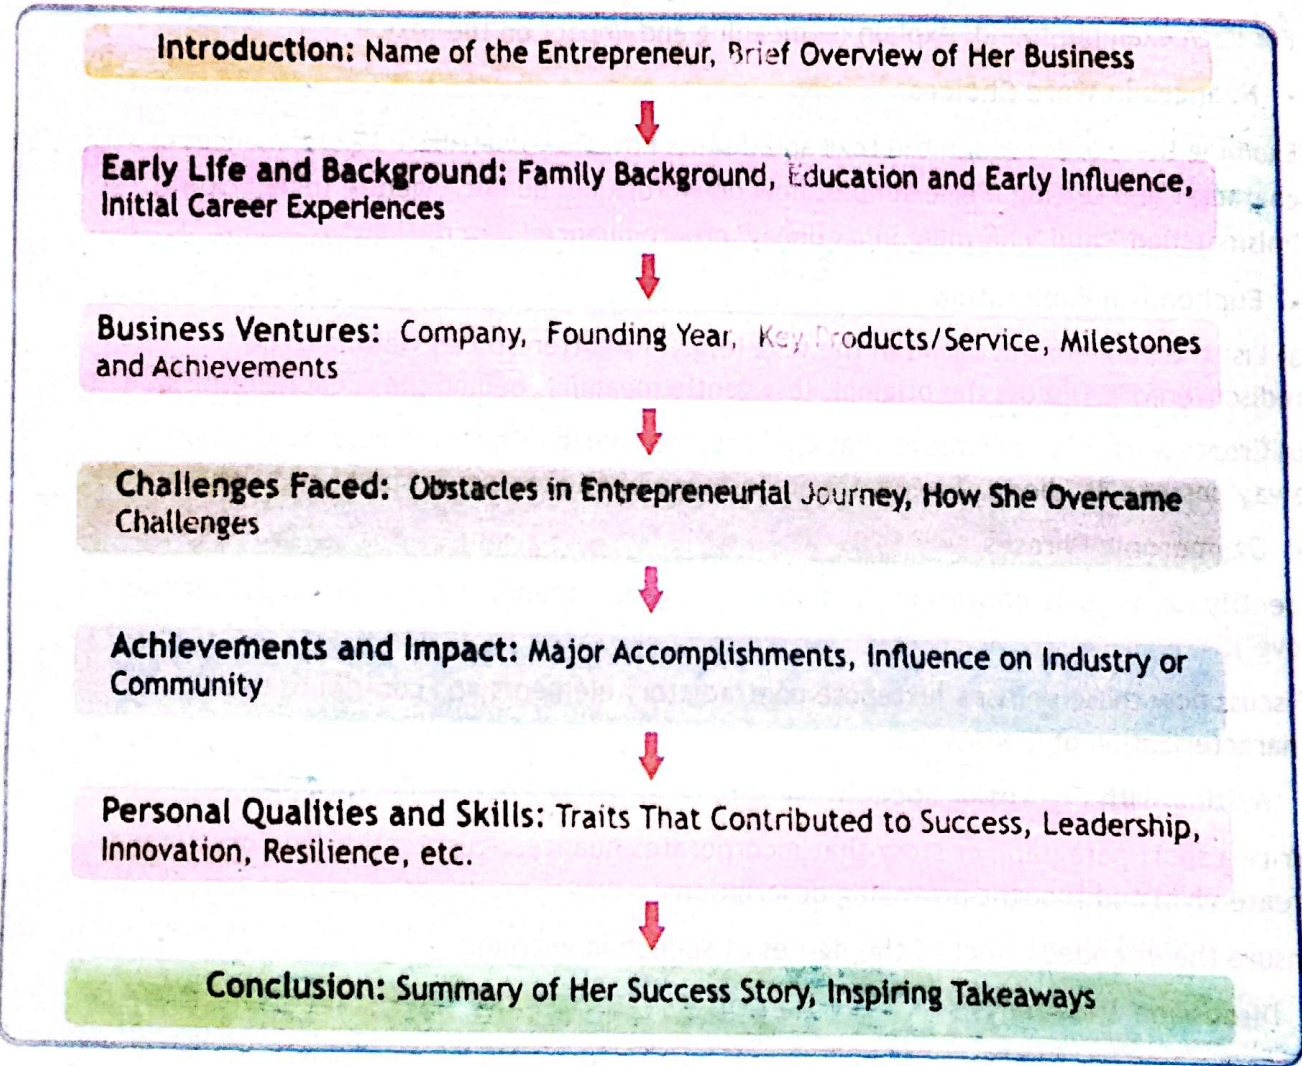 Introduction: Name of the Entrepreneur, Brief Overview of Her Business
Early Life and Background: Family Background, Education and Early Influence,
Initial Career Experiences
Business Ventures: Company, Founding Year, Key Products/Service, Milestones
and Achievements
Challenges Faced: Obstacles in Entrepreneurial Journey, How She Overcame
Challenges
Achievements and Impact: Major Accomplishments, Influence on Industry or
Community
Personal Qualities and Skills: Traits That Contributed to Success, Leadership,
Innovation, Resilience, etc.
Conclusion: Summary of Her Success Story, Inspiring Takeaways